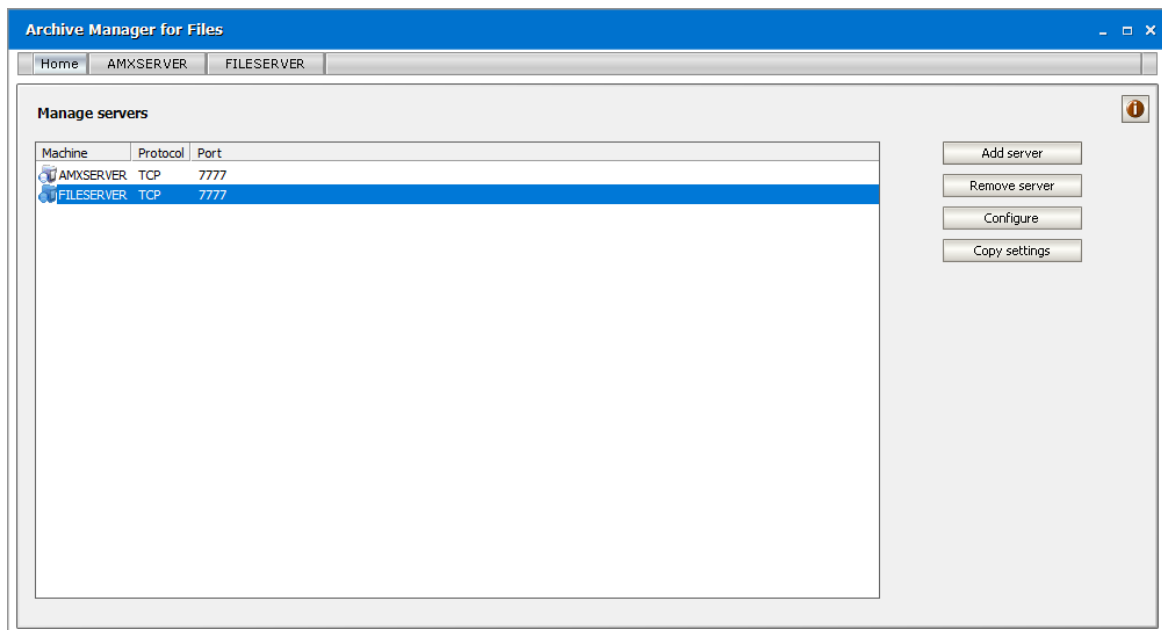 Archive Manager for Files
Home AMXSERVER FILESERVER
Manage servers
Machine Protocol Port
AMXSERVER TCP 7777
FILESERVER TCP 7777
Add server
Remove server
Configure
Copy settings